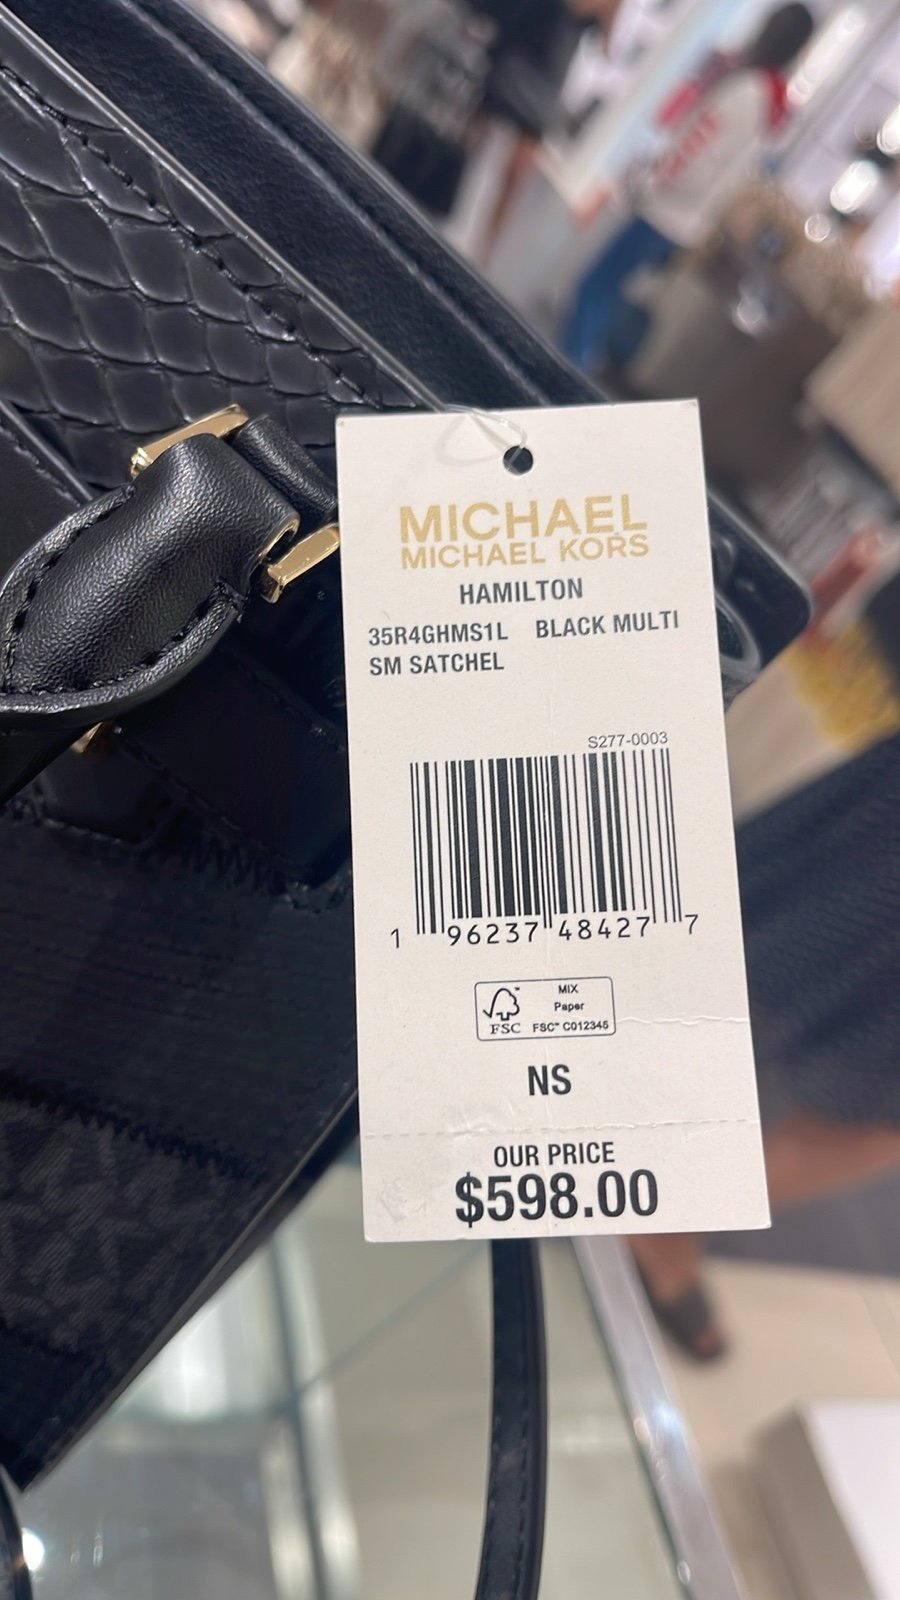 MICHAEL
MICHAEL KORS
HAMILTON
35R4GHMS1L BLACK MULTI
SM SATCHEL
S277-0003
1 96237 48427 7
MIX
Paper
FSC™ C012345
FSC
NS
OUR PRICE
$598.00